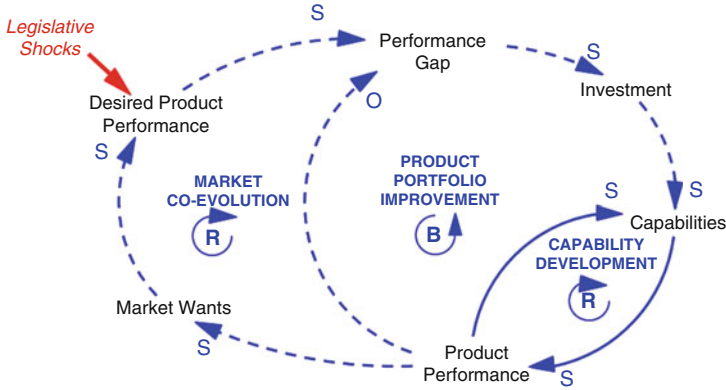 Legislative
Shocks
S
Performance
Gap
S
Investment
Desired Product
Performance
O
S
MARKET
CO-EVOLUTION
R
PRODUCT
PORTFOLIO
IMPROVEMENT
B
S
S
Capabilities
CAPABILITY
DEVELOPMENT
R
Market Wants
S
Product
Performance
S